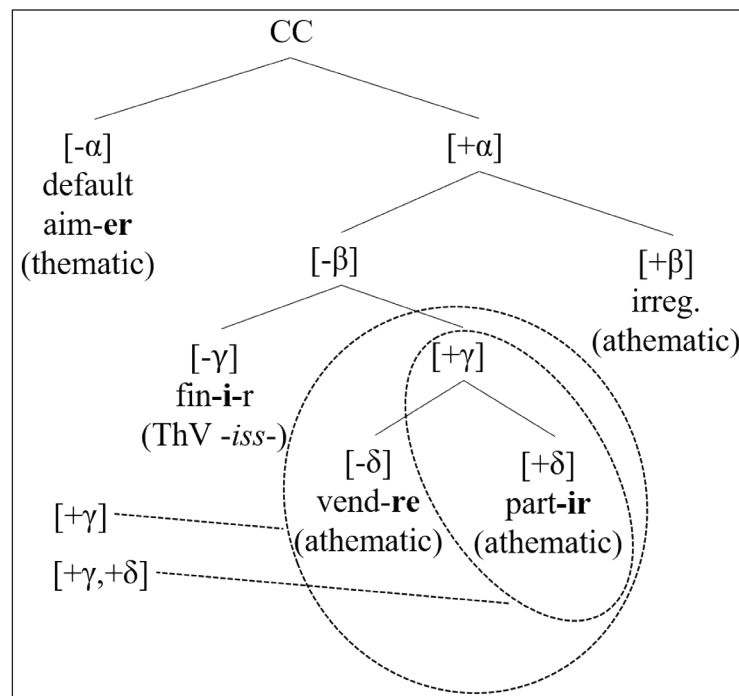 CC
[-α]
default
aim-er
(thematic)
[+α]
[-β]
[+β]
irreg.
(athematic)
[-γ]
fin-i-r
(ThV -iss-)
[+γ]
[-δ]
vend-re
(athematic)
[+δ]
part-ir
(athematic)
[+γ]
[+γ,+δ]